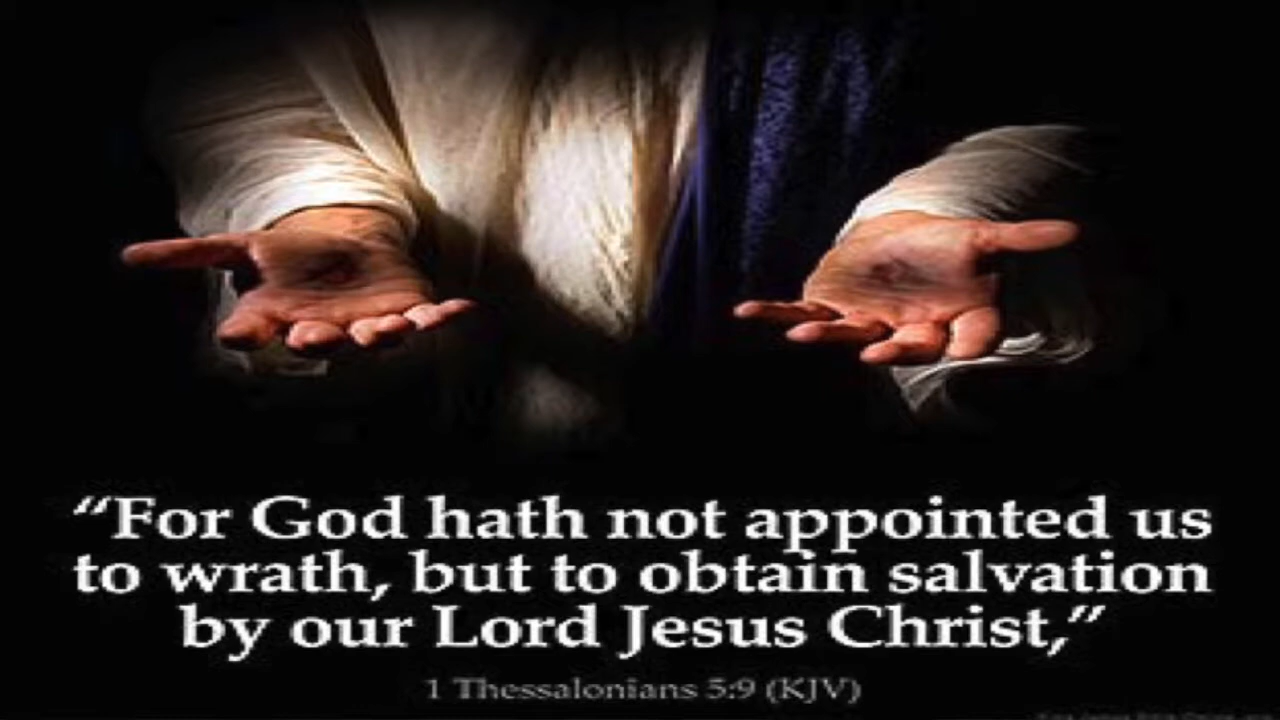 “For God hath not appointed us
to wrath, but to obtain salvation
by our Lord Jesus Christ,”
1 Thessalonians 5:9 (KJV)